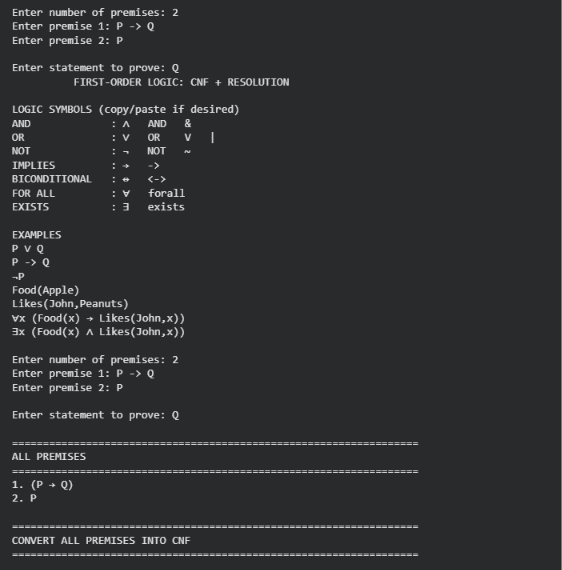 Enter number of premises: 2
Enter premise 1: P -> Q
Enter premise 2: P
Enter statement to prove: Q
FIRST-ORDER LOGIC: CNF + RESOLUTION
LOGIC SYMBOLS (copy/paste if desired)
AND : ∧ AND &
OR : ∨ OR V |
NOT : ¬ NOT ~
IMPLIES : → ->
BICONDITIONAL : ↔ <->
FOR ALL : ∀ forall
EXISTS : ∃ exists
EXAMPLES
P ∨ Q
P -> Q
¬P
Food(Apple)
Likes(John,Peanuts)
∀x (Food(x) → Likes(John,x))
∃x (Food(x) ∧ Likes(John,x))
Enter number of premises: 2
Enter premise 1: P -> Q
Enter premise 2: P
Enter statement to prove: Q
======================================================================
ALL PREMISES
======================================================================
1. (P → Q)
2. P
======================================================================
CONVERT ALL PREMISES INTO CNF
======================================================================